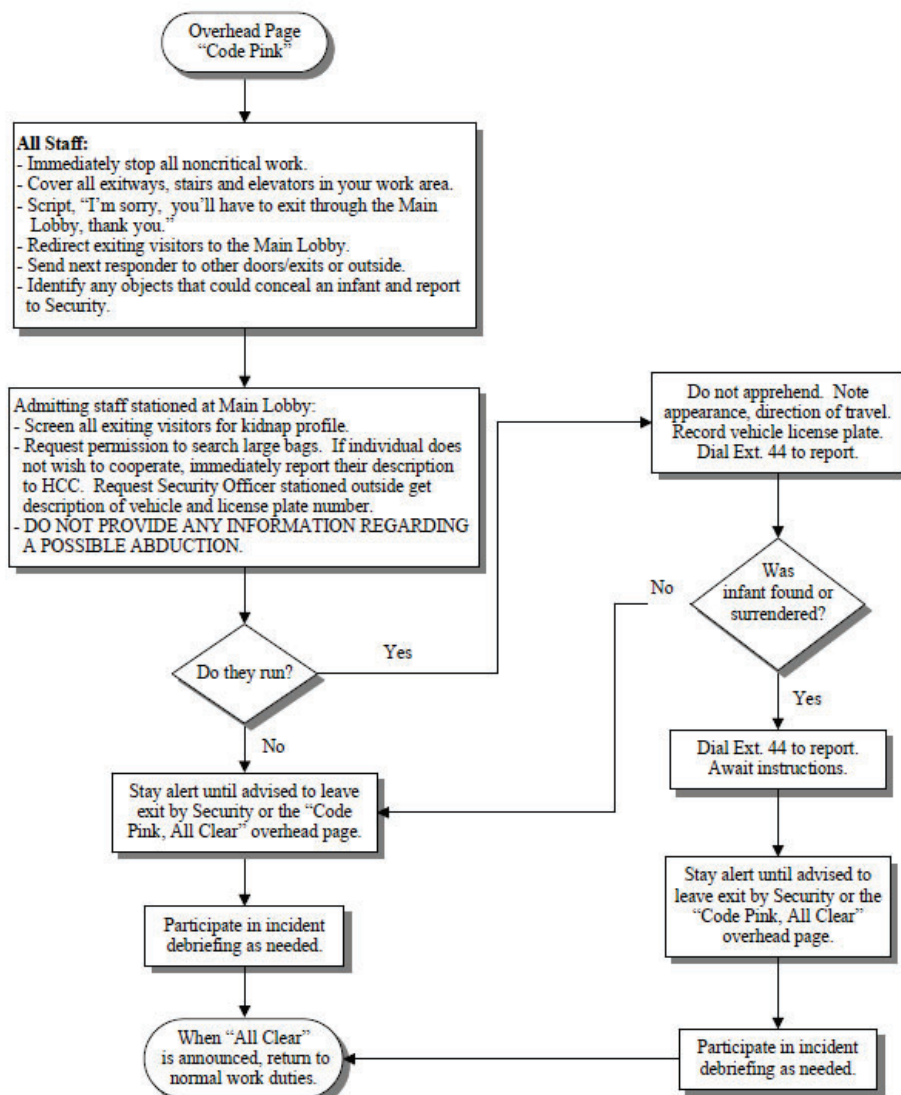 Overhead Page
“Code Pink”
All Staff:
- Immediately stop all noncritical work.
- Cover all exitways, stairs and elevators in your work area.
- Script, “I’m sorry,  you’ll have to exit through the Main
Lobby, thank you.”
- Redirect exiting visitors to the Main Lobby.
- Send next responder to other doors/exits or outside.
- Identify any objects that could conceal an infant and report
to Security.
Admitting staff stationed at Main Lobby:
- Screen all exiting visitors for kidnap profile.
- Request permission to search large bags.  If individual does
not wish to cooperate, immediately report their description
to HCC.  Request Security Officer stationed outside get
description of vehicle and license plate number.
- DO NOT PROVIDE ANY INFORMATION REGARDING
A POSSIBLE ABDUCTION.
Do they run?
Yes
No
Do not apprehend.  Note
appearance, direction of travel.
Record vehicle license plate.
Dial Ext. 44 to report.
Was
infant found or
surrendered?
No
Yes
Dial Ext. 44 to report.
Await instructions.
Stay alert until advised to
leave exit by Security or the
“Code Pink, All Clear”
overhead page.
Participate in incident
debriefing as needed.
Stay alert until advised to leave
exit by Security or the “Code
Pink, All Clear” overhead page.
Participate in incident
debriefing as needed.
When “All Clear”
is announced, return to
normal work duties.